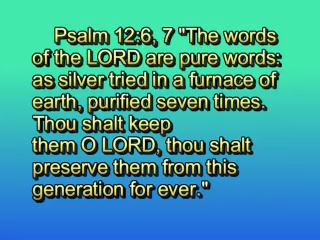 Psalm 12:6, 7 "The words
of the LORD are pure words:
as silver tried in a furnace of
earth, purified seven times.
Thou shalt keep
them O LORD, thou shalt
preserve them from this
generation for ever."